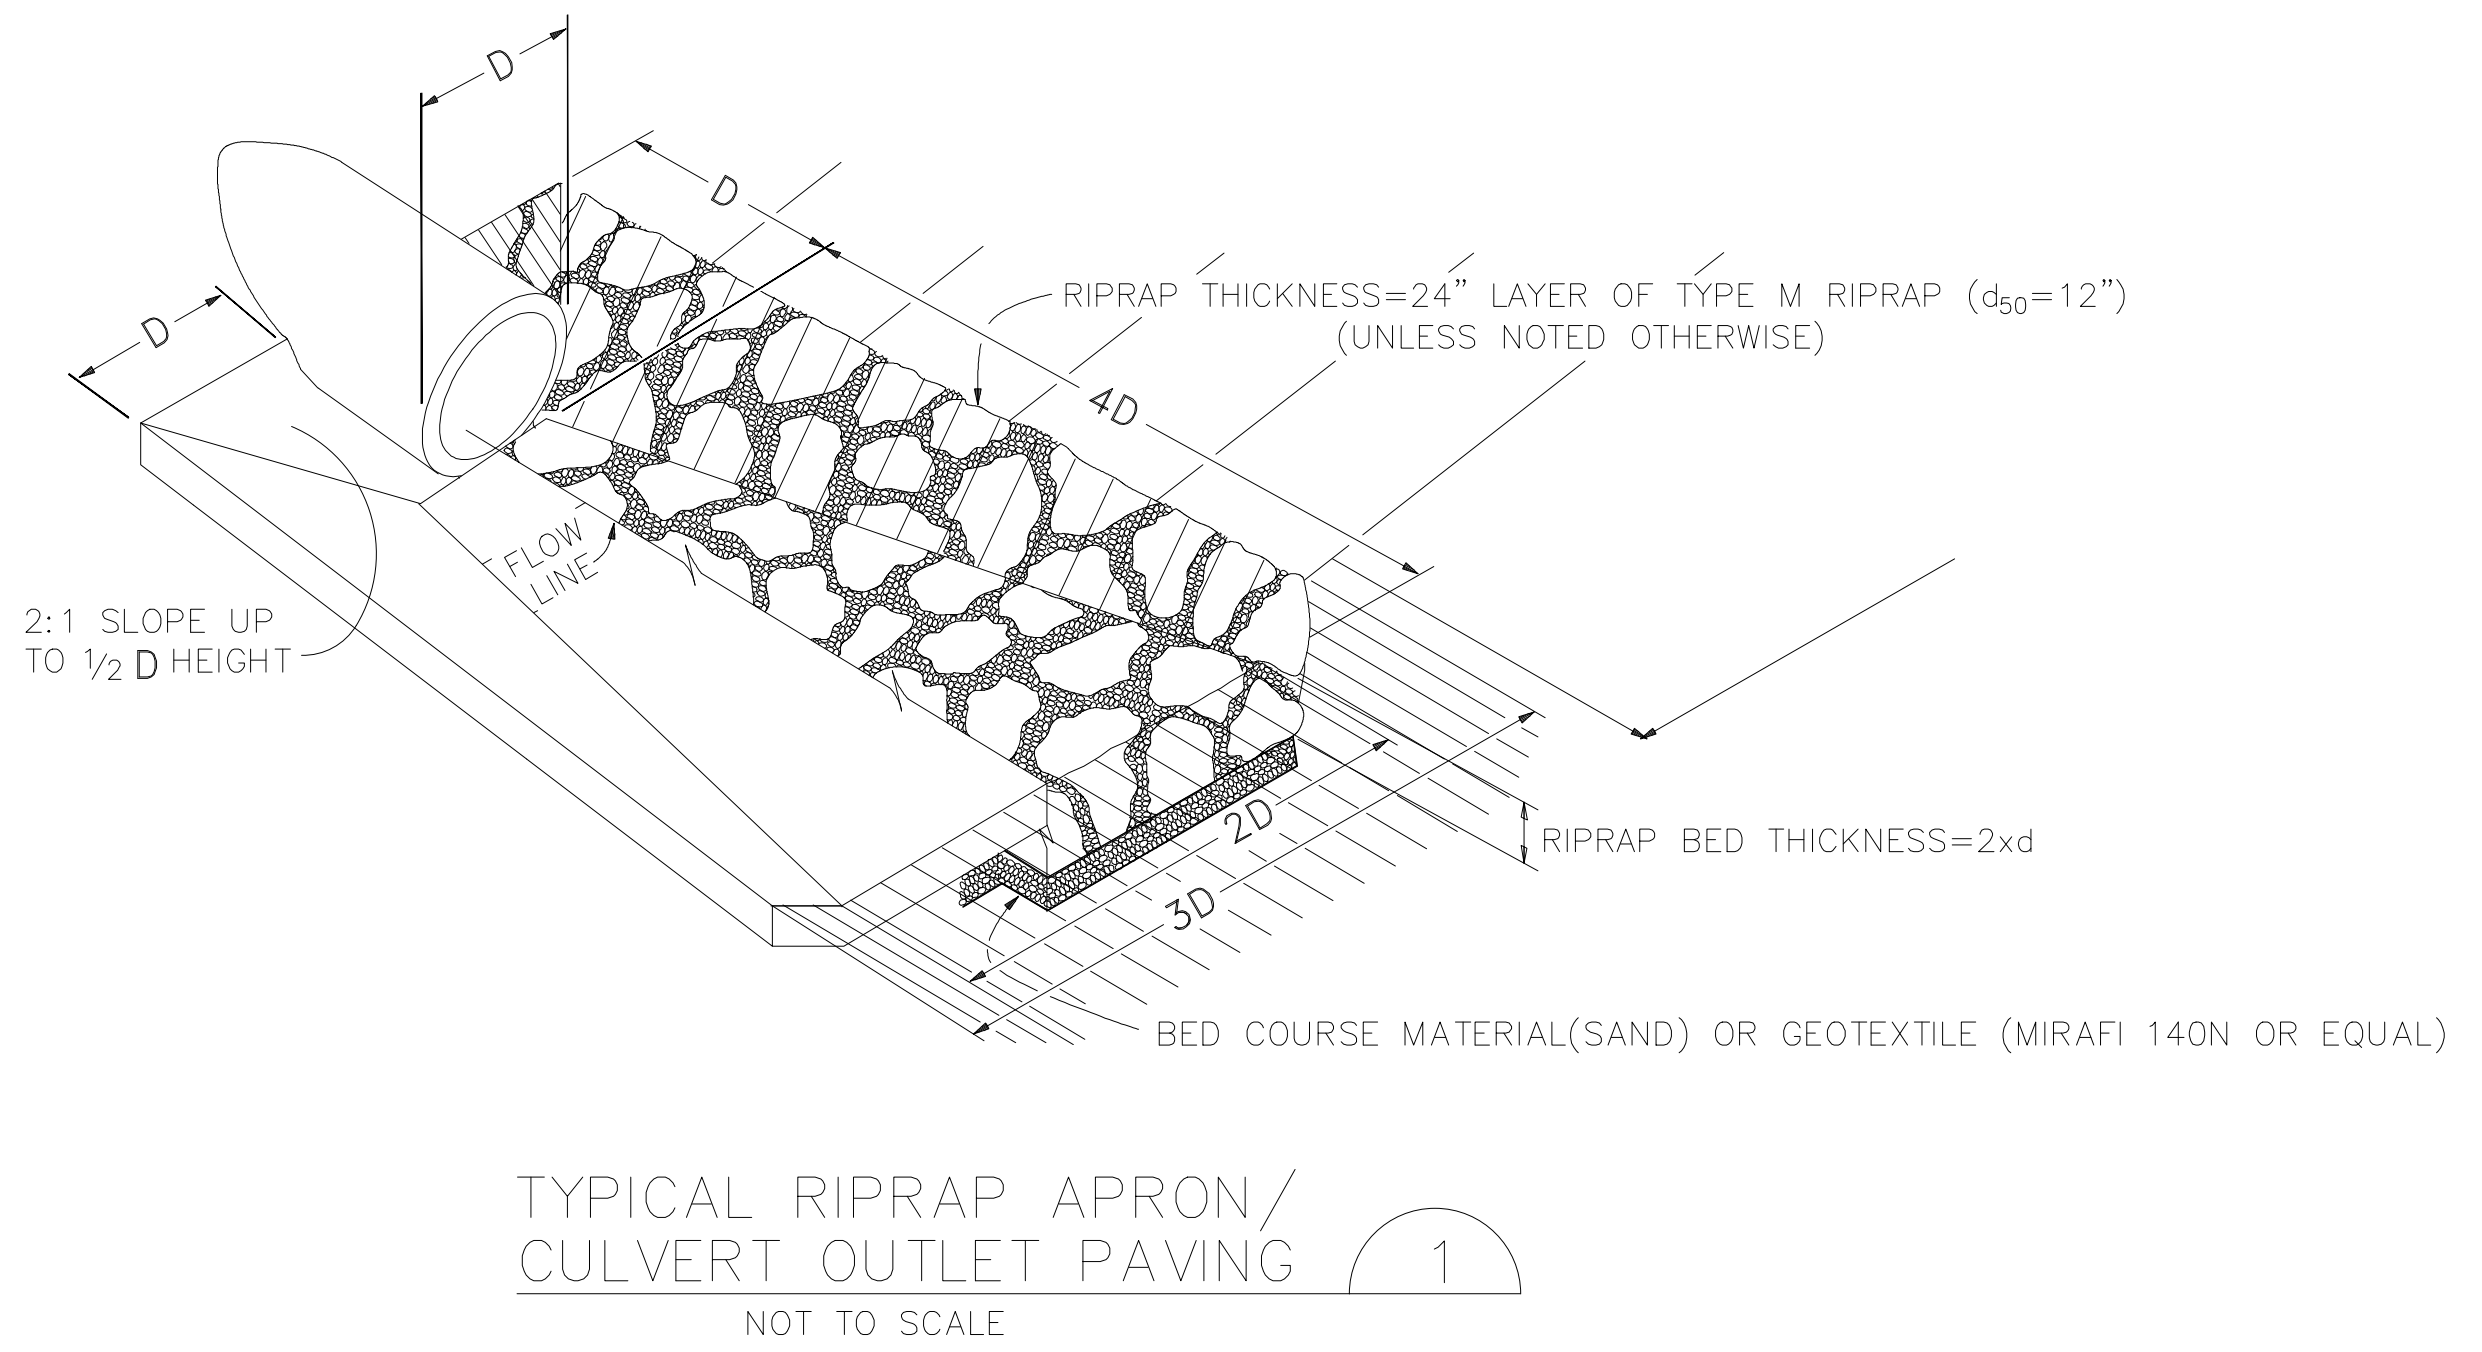 D
D
D
RIPRAP THICKNESS=24" LAYER OF TYPE M RIPRAP (d₅₀=12")
(UNLESS NOTED OTHERWISE)
4D
FLOW
LINE
2:1 SLOPE UP
TO ½ D HEIGHT
2D
RIPRAP BED THICKNESS=2xd
3D
BED COURSE MATERIAL(SAND) OR GEOTEXTILE (MIRAFI 140N OR EQUAL)
TYPICAL RIPRAP APRON/
CULVERT OUTLET PAVING
1
NOT TO SCALE